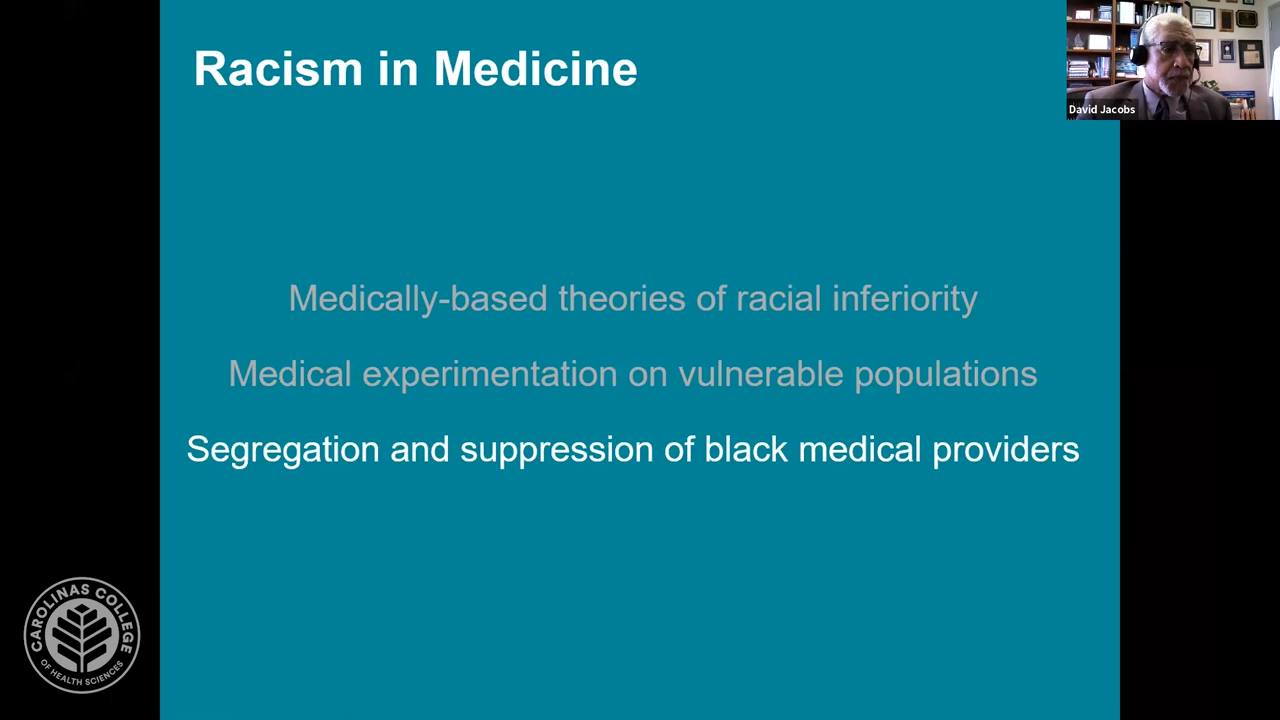 Racism in Medicine
David Jacobs
Medically-based theories of racial inferiority
Medical experimentation on vulnerable populations
Segregation and suppression of black medical providers
CAROLINAS COLLEGE
OF HEALTH SCIENCES